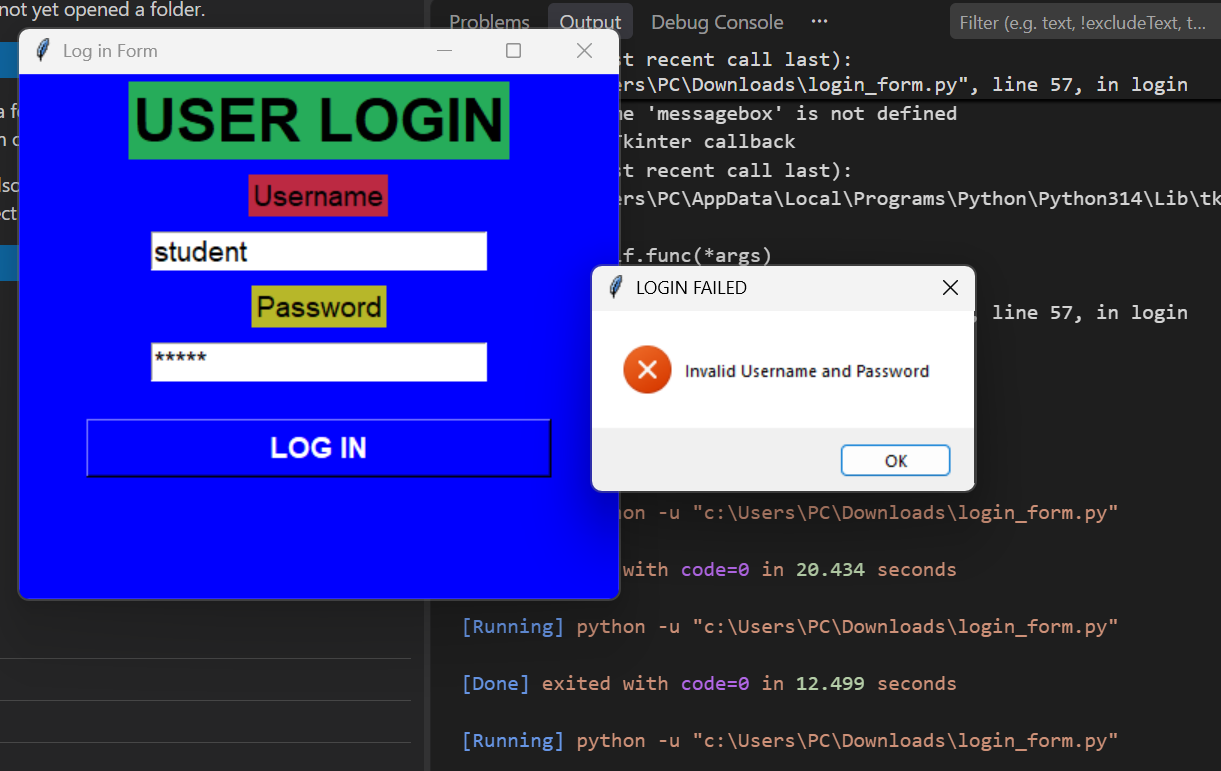 not yet opened a folder.
Problems Output Debug Console ···
Filter (e.g. text, !excludeText, t...
Log in Form
USER LOGIN
Username
student
Password
*****
LOG IN
st recent call last):
ers\PC\Downloads\login_form.py", line 57, in login
me 'messagebox' is not defined
Tkinter callback
st recent call last):
ers\PC\AppData\Local\Programs\Python\Python314\Lib\tk
lf.func(*args)
, line 57, in login
LOGIN FAILED
Invalid Username and Password
OK
on -u "c:\Users\PC\Downloads\login_form.py"
with code=0 in 20.434 seconds
[Running] python -u "c:\Users\PC\Downloads\login_form.py"
[Done] exited with code=0 in 12.499 seconds
[Running] python -u "c:\Users\PC\Downloads\login_form.py"